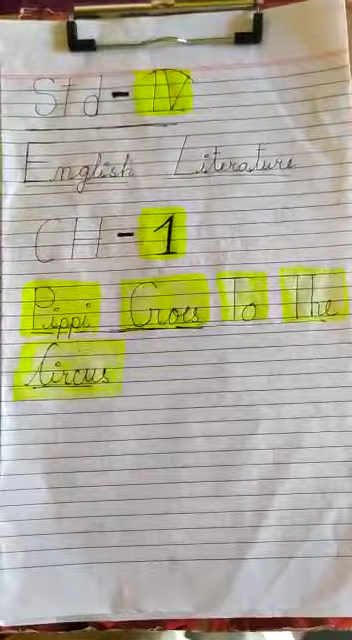 Std - IV
English Literature
CH - 1
Pippi Goes To The
Circus